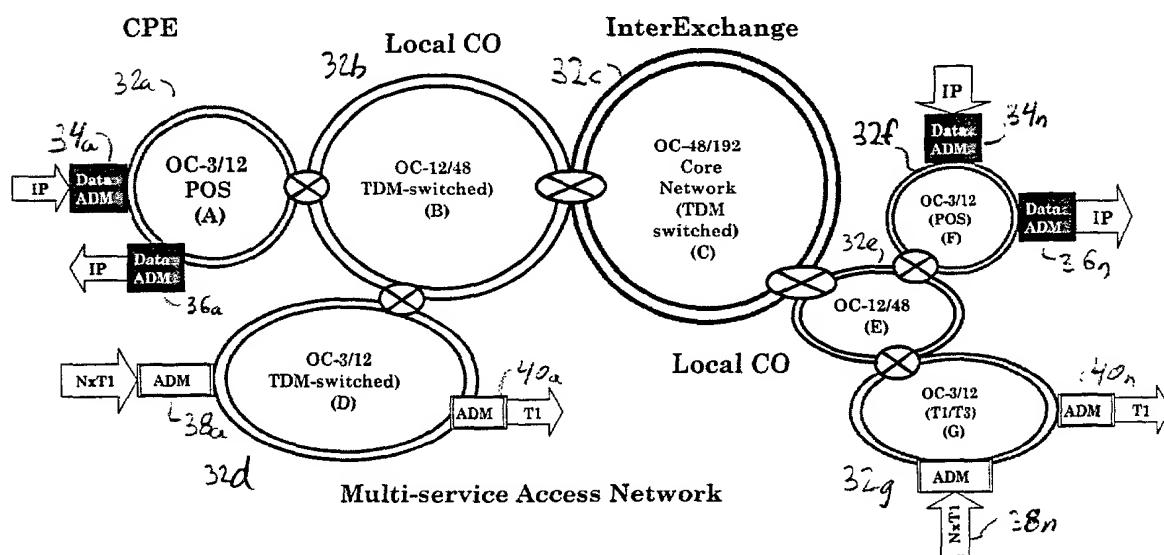 CPE
Local CO
InterExchange
32a
32b
32c
34a
IP
Data
ADM
OC-3/12
POS
(A)
OC-12/48
TDM-switched)
(B)
OC-48/192
Core
Network
(TDM
switched)
(C)
IP
Data
ADM
34n
32f
OC-3/12
(POS)
(F)
Data
ADM
IP
36n
IP
Data
ADM
36a
32e
OC-12/48
(E)
Local CO
NxT1
ADM
38a
OC-3/12
TDM-switched)
(D)
40a
ADM
T1
32d
OC-3/12
(T1/T3)
(G)
40n
ADM
T1
32g
ADM
NxT1
38n
Multi-service Access Network